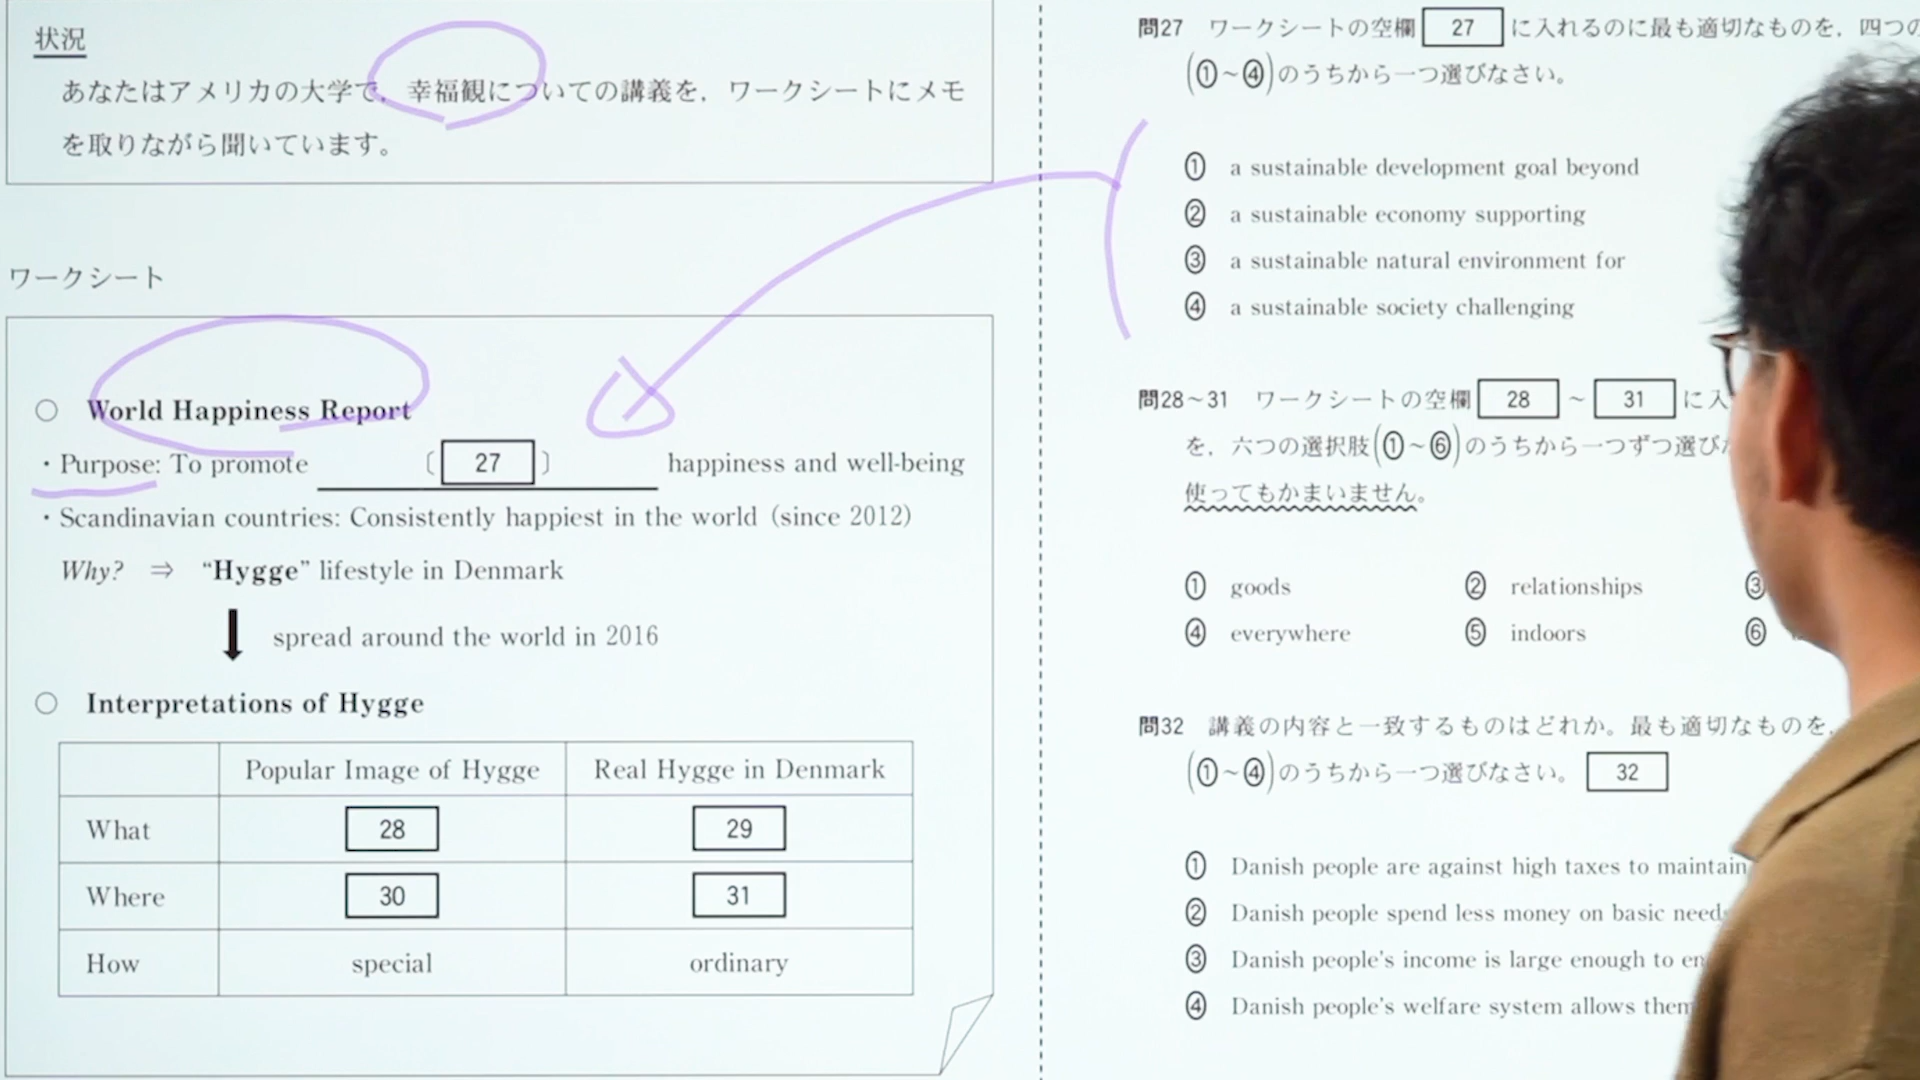 状況
あなたはアメリカの大学で,幸福観についての講義を,ワークシートにメモ
を取りながら聞いています。
ワークシート
○ World Happiness Report
・Purpose: To promote 〔 27 〕 happiness and well-being
・Scandinavian countries: Consistently happiest in the world (since 2012)
Why? ⇒ “Hygge” lifestyle in Denmark
spread around the world in 2016
○ Interpretations of Hygge
Popular Image of Hygge Real Hygge in Denmark
What 28 29
Where 30 31
How special ordinary
問27 ワークシートの空欄 27 に入れるのに最も適切なものを,四つの
(①~④)のうちから一つ選びなさい。
① a sustainable development goal beyond
② a sustainable economy supporting
③ a sustainable natural environment for
④ a sustainable society challenging
問28~31 ワークシートの空欄 28 ~ 31 に入
を,六つの選択肢(①~⑥)のうちから一つずつ選び
使ってもかまいません。
① goods ② relationships ③
④ everywhere ⑤ indoors ⑥
問32 講義の内容と一致するものはどれか。最も適切なものを,
(①~④)のうちから一つ選びなさい。 32
① Danish people are against high taxes to maintain
② Danish people spend less money on basic
③ Danish people's income is large enough to
④ Danish people's welfare system allows